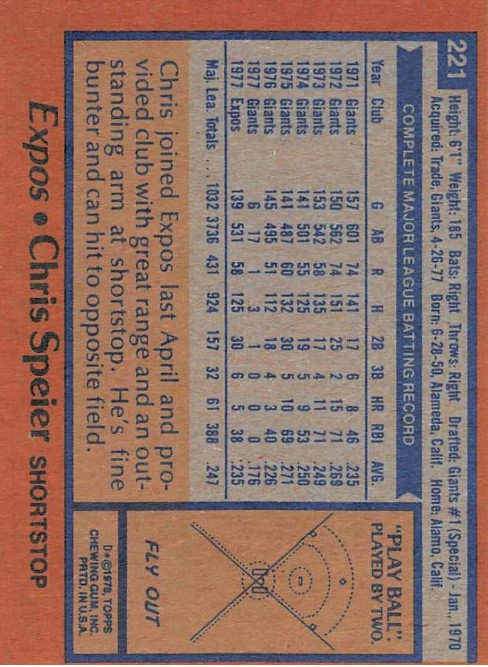 221
Height: 6'1" Weight: 185 Bats: Right Throws: Right Drafted: Giants #1 (Special) - Jan., 1970
Acquired: Trade, Giants, 4-26-77 Born: 6-28-50, Alameda, Calif. Home: Alamo, Calif.
COMPLETE MAJOR LEAGUE BATTING RECORD
Year Club G AB R H 2B 3B HR RBI AVG.
1971 Giants 157 601 74 141 17 6 8 46 .235
1972 Giants 150 562 74 151 25 2 15 71 .269
1973 Giants 153 542 58 135 17 4 11 71 .249
1974 Giants 141 501 55 125 19 5 9 53 .250
1975 Giants 141 487 60 132 30 5 10 69 .271
1976 Giants 145 495 51 112 18 4 3 40 .226
1977 Giants 6 17 1 3 1 0 0 0 .176
1977 Expos 139 531 58 125 30 6 5 38 .235
Maj. Lea. Totals . . . 1032 3736 431 924 157 32 61 388 .247
Chris joined Expos last April and pro-
vided club with great range and an out-
standing arm at shortstop. He's fine
bunter and can hit to opposite field.
"PLAY BALL":
PLAYED BY TWO.
FLY OUT
D*©1978, TOPPS
CHEWING GUM, INC.
PRTD. IN U.S.A.
Expos • Chris Speier SHORTSTOP